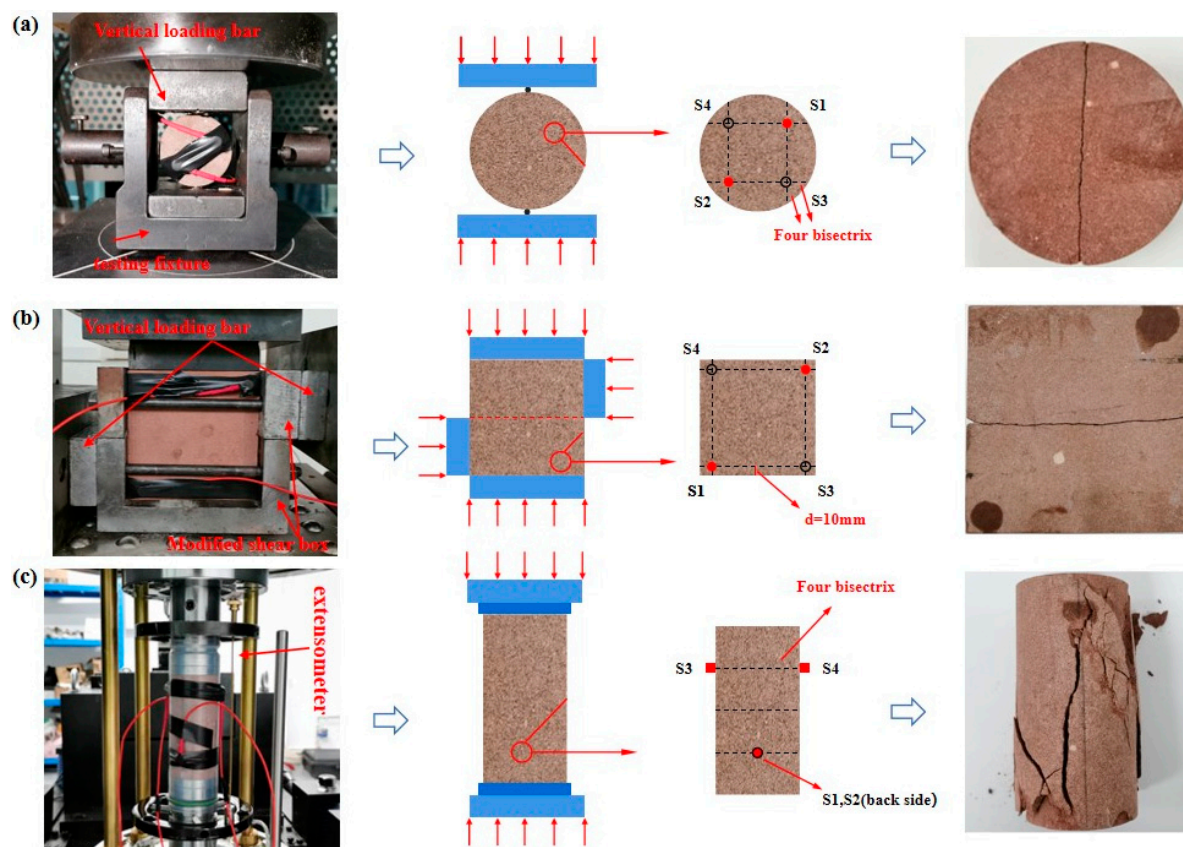 (a)
Vertical loading bar
testing fixture
S4
S1
S2
S3
Four bisectrix
(b)
Vertical loading bar
Modified shear box
S4
S2
S1
S3
d=10mm
(c)
extensometer
Four bisectrix
S3
S4
S1,S2(back side)